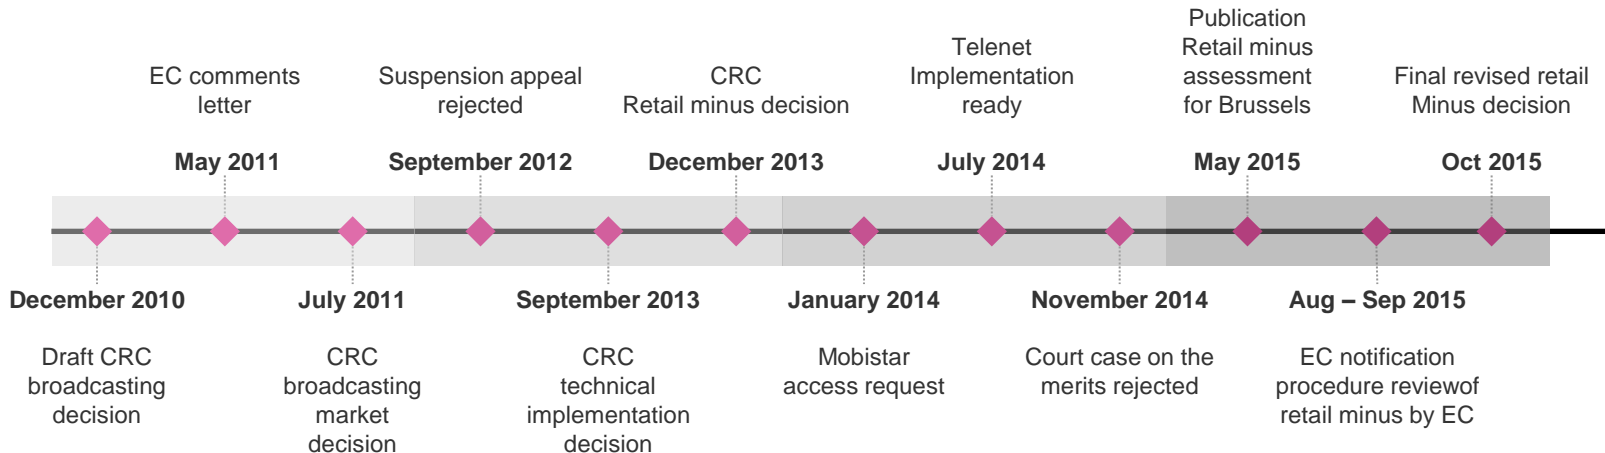 EC comments
letter
May 2011
Suspension appeal
rejected
September 2012
CRC
Retail minus decision
December 2013
Telenet
Implementation
ready
July 2014
Publication
Retail minus
assessment
for Brussels
May 2015
Final revised retail
Minus decision
Oct 2015
December 2010
Draft CRC
broadcasting
decision
July 2011
CRC
broadcasting
market
decision
September 2013
CRC
technical
implementation
decision
January 2014
Mobistar
access request
November 2014
Court case on the
merits rejected
Aug – Sep 2015
EC notification
procedure reviewof
retail minus by EC